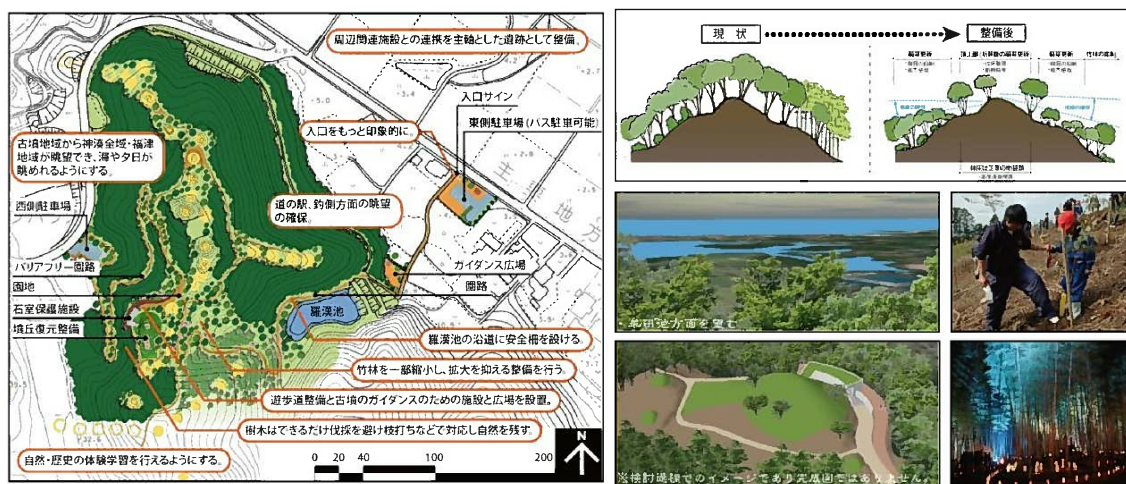 周辺関連施設との連携を主軸とした遺跡として整備。
入口サイン
東側駐車場(バス駐車可能)
入口をもっと印象的に。
主
地
方
古墳地域から神湊全域・福津
地域が眺望でき、海や夕日が
眺めれるようにする。
西側駐車場
道の駅、釣川方面の眺望
の確保。
バリアフリー園路
園地
石室保護施設
墳丘復元整備
ガイダンス広場
園路
羅漢池
羅漢池の沿道に安全柵を設ける。
竹林を一部縮小し、拡大を抑える整備を行う。
遊歩道整備と古墳のガイダンスのための施設と広場を設置。
樹木はできるだけ伐採を避け枝打ちなどで対応し自然を残す。
自然・歴史の体験学習を行えるようにする。
0 20 40 100 200
N
現状
整備後
※検討過程でのイメージであり完成図ではありません。